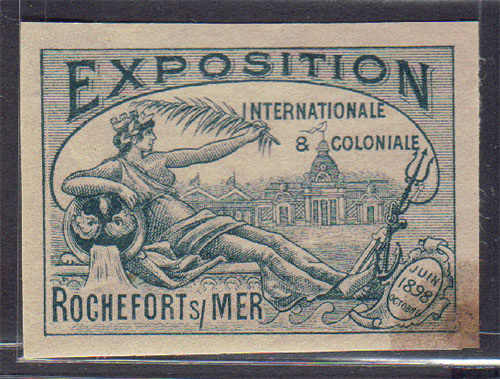 EXPOSITION
INTERNATIONALE
& COLONIALE
ROCHEFORT S/ MER
JUIN
1898
OCTOBRE